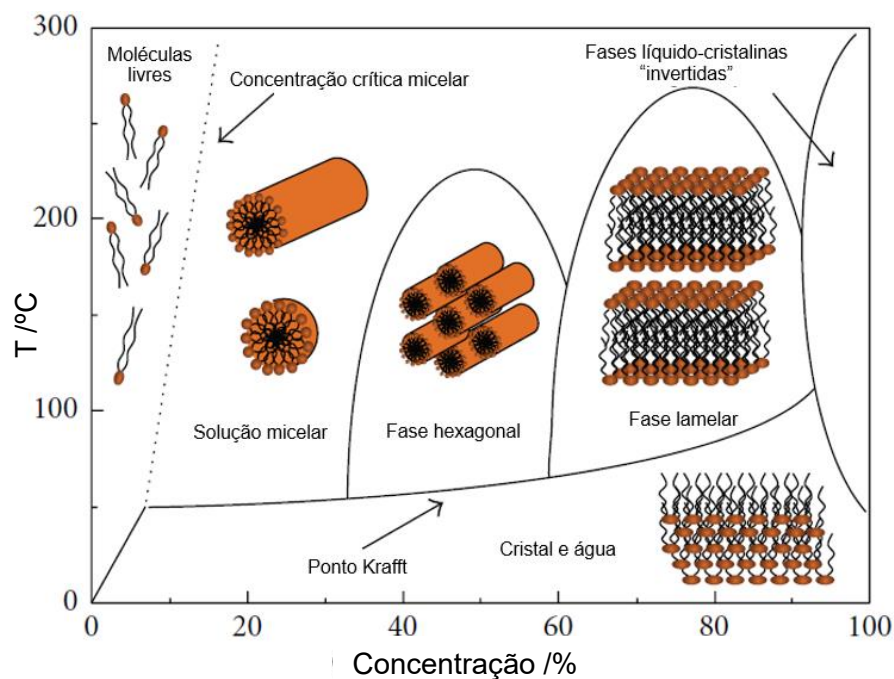 300
200
100
0
T /ºC
Moléculas
livres
Concentração crítica micelar
Fases líquido-cristalinas
“invertidas”
Solução micelar
Fase hexagonal
Fase lamelar
Ponto Krafft
Cristal e água
0
20
40
60
80
100
Concentração /%